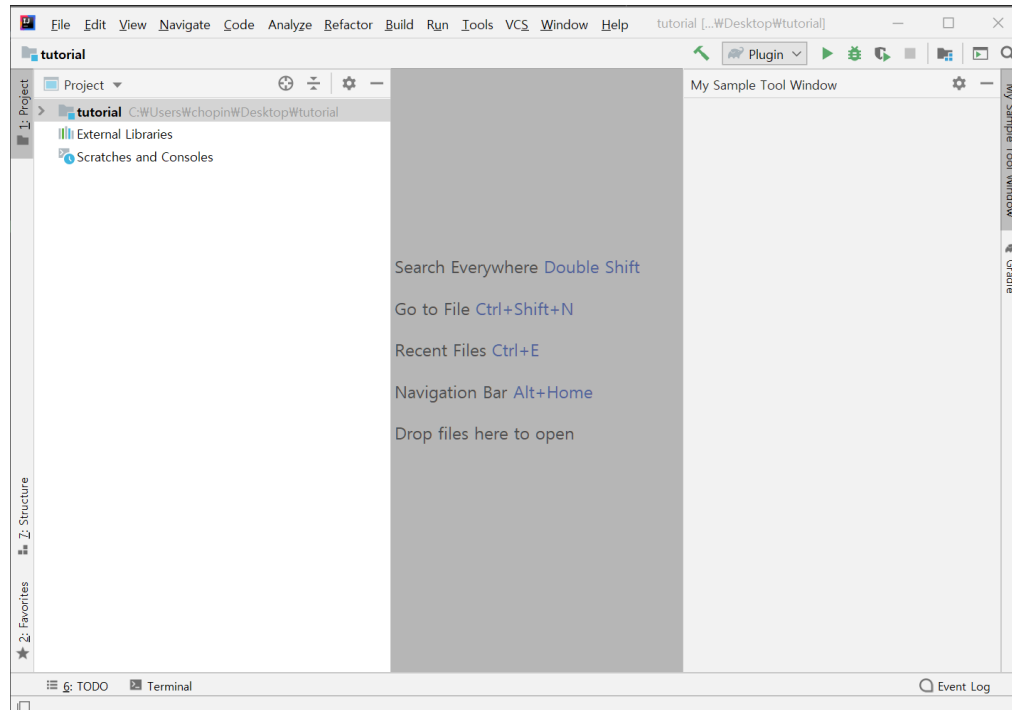 File Edit View Navigate Code Analyze Refactor Build Run Tools VCS Window Help tutorial [...₩Desktop₩tutorial]
tutorial
Plugin
Project
My Sample Tool Window
1: Project
tutorial C:₩Users₩chopin₩Desktop₩tutorial
External Libraries
Scratches and Consoles
My Sample Tool Window
Gradle
Search Everywhere Double Shift
Go to File Ctrl+Shift+N
Recent Files Ctrl+E
Navigation Bar Alt+Home
Drop files here to open
7: Structure
2: Favorites
6: TODO
Terminal
Event Log